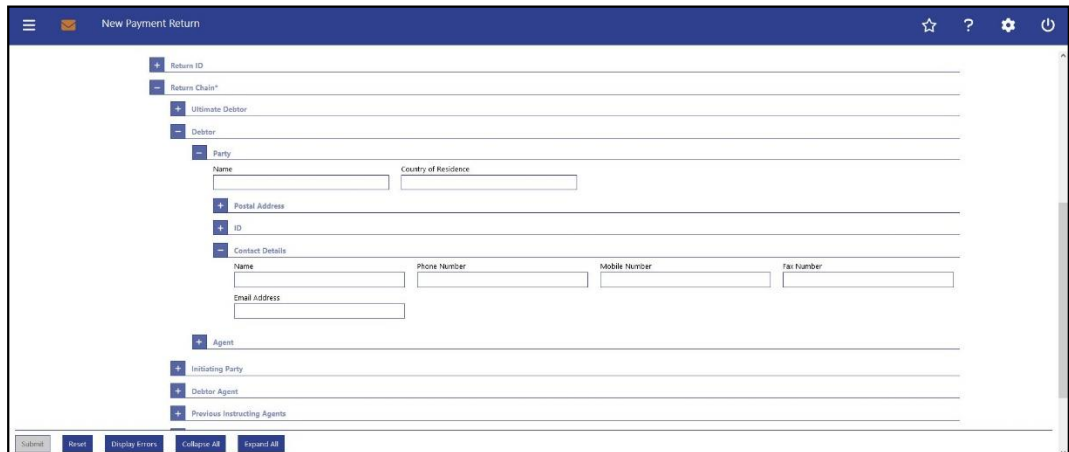 New Payment Return ?
+ Return ID
− Return Chain*
+ Ultimate Debtor
− Debtor
− Party
Name Country of Residence
+ Postal Address
+ ID
− Contact Details
Name Phone Number Mobile Number Fax Number
Email Address
+ Agent
+ Initiating Party
+ Debtor Agent
+ Previous Instructing Agents
Submit Reset Display Errors Collapse All Expand All